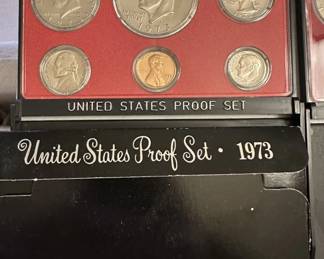 UNITED STATES PROOF SET
United States Proof Set • 1973